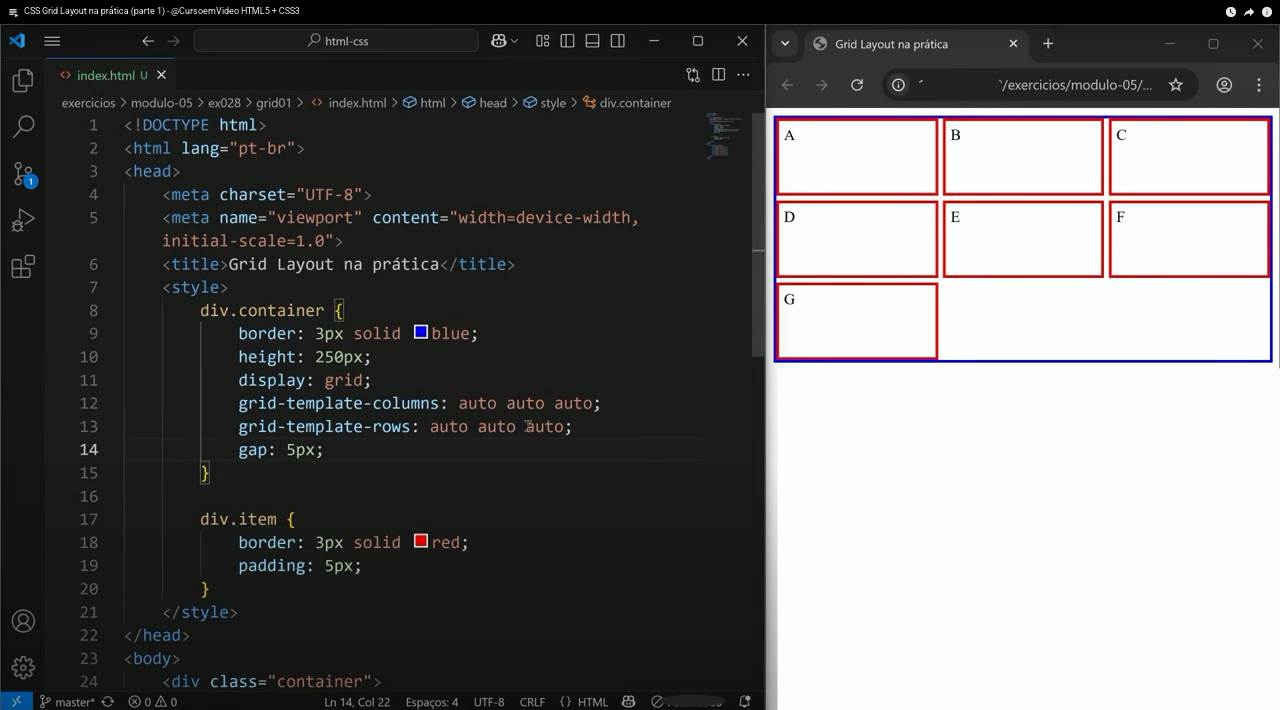 CSS Grid Layout na prática (parte 1) - @CursoemVideo HTML5 + CSS3
html-css
index.html U
exercicios > modulo-05 > ex028 > grid01 > index.html > html > head > style > div.container
1 <!DOCTYPE html>
2 <html lang="pt-br">
3 <head>
4 <meta charset="UTF-8">
5 <meta name="viewport" content="width=device-width,
initial-scale=1.0">
6 <title>Grid Layout na prática</title>
7 <style>
8 div.container {
9 border: 3px solid blue;
10 height: 250px;
11 display: grid;
12 grid-template-columns: auto auto auto;
13 grid-template-rows: auto auto auto;
14 gap: 5px;
15 }
16
17 div.item {
18 border: 3px solid red;
19 padding: 5px;
20 }
21 </style>
22 </head>
23 <body>
24 <div class="container">
1
master* 0 0 Ln 14, Col 22 Espaços: 4 UTF-8 CRLF {} HTML
Grid Layout na prática
/exercicios/modulo-05/...
A B C
D E F
G